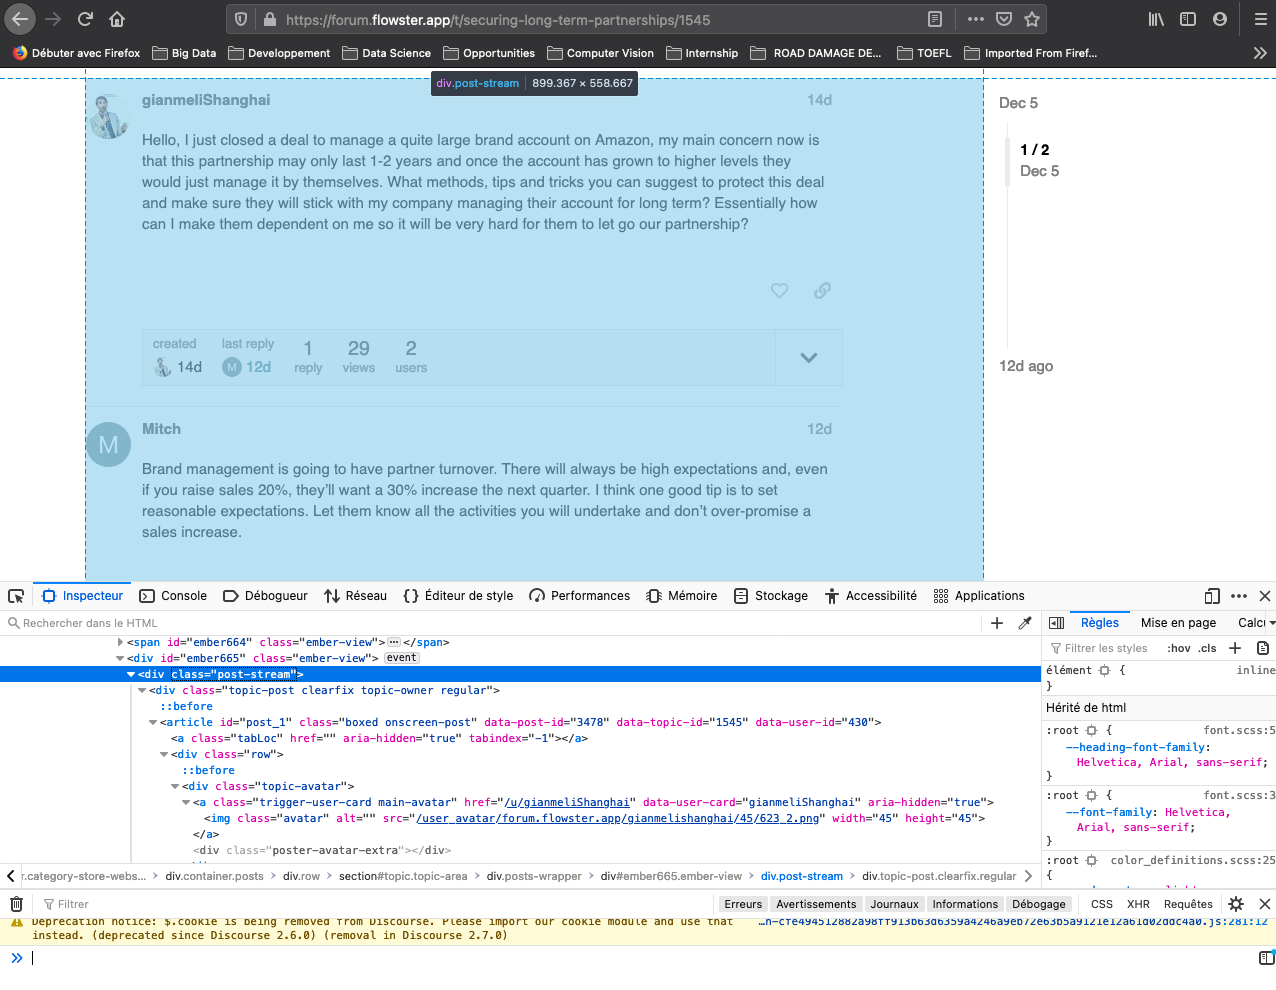 https://forum.flowster.app/t/securing-long-term-partnerships/1545
Débuter avec Firefox Big Data Developpement Data Science Opportunities Computer Vision Internship ROAD DAMAGE DE... TOEFL Imported From Firef...
div.post-stream 899.367 × 558.667
gianmeliShanghai 14d
Hello, I just closed a deal to manage a quite large brand account on Amazon, my main concern now is
that this partnership may only last 1-2 years and once the account has grown to higher levels they
would just manage it by themselves. What methods, tips and tricks you can suggest to protect this deal
and make sure they will stick with my company managing their account for long term? Essentially how
can I make them dependent on me so it will be very hard for them to let go our partnership?
Dec 5
1 / 2
Dec 5
12d ago
created last reply 1 29 2
14d M 12d reply views users
M Mitch 12d
Brand management is going to have partner turnover. There will always be high expectations and, even
if you raise sales 20%, they'll want a 30% increase the next quarter. I think one good tip is to set
reasonable expectations. Let them know all the activities you will undertake and don't over-promise a
sales increase.
Inspecteur Console Débogueur Réseau Éditeur de style Performances Mémoire Stockage Accessibilité Applications
Rechercher dans le HTML
<span id="ember664" class="ember-view">⋯</span>
<div id="ember665" class="ember-view"> event
<div class="post-stream">
<div class="topic-post clearfix topic-owner regular">
::before
<article id="post_1" class="boxed onscreen-post" data-post-id="3478" data-topic-id="1545" data-user-id="430">
<a class="tabLoc" href="" aria-hidden="true" tabindex="-1"></a>
<div class="row">
::before
<div class="topic-avatar">
<a class="trigger-user-card main-avatar" href="/u/gianmeliShanghai" data-user-card="gianmeliShanghai" aria-hidden="true">
<img class="avatar" alt="" src="/user_avatar/forum.flowster.app/gianmelishanghai/45/623_2.png" width="45" height="45">
</a>
<div class="poster-avatar-extra"></div>
Règles Mise en page Calc
Filtrer les styles :hov .cls
élément { inline
}
Hérité de html
:root { font.scss:5
--heading-font-family:
Helvetica, Arial, sans-serif;
}
:root { font.scss:3
--font-family: Helvetica,
Arial, sans-serif;
}
:root color_definitions.scss:25
{
r.category-store-webs... div.container.posts div.row section#topic.topic-area div.posts-wrapper div#ember665.ember-view div.post-stream div.topic-post.clearfix.regular
Filtrer Erreurs Avertissements Journaux Informations Débogage CSS XHR Requêtes
Deprecation notice: $.cookie is being removed from Discourse. Please import our cookie module and use that …n-cfe494512882a98ff913b63d6359a4246a9eb72e63b5a9121e12a61d02ddc4a0.js:281:12
instead. (deprecated since Discourse 2.6.0) (removal in Discourse 2.7.0)